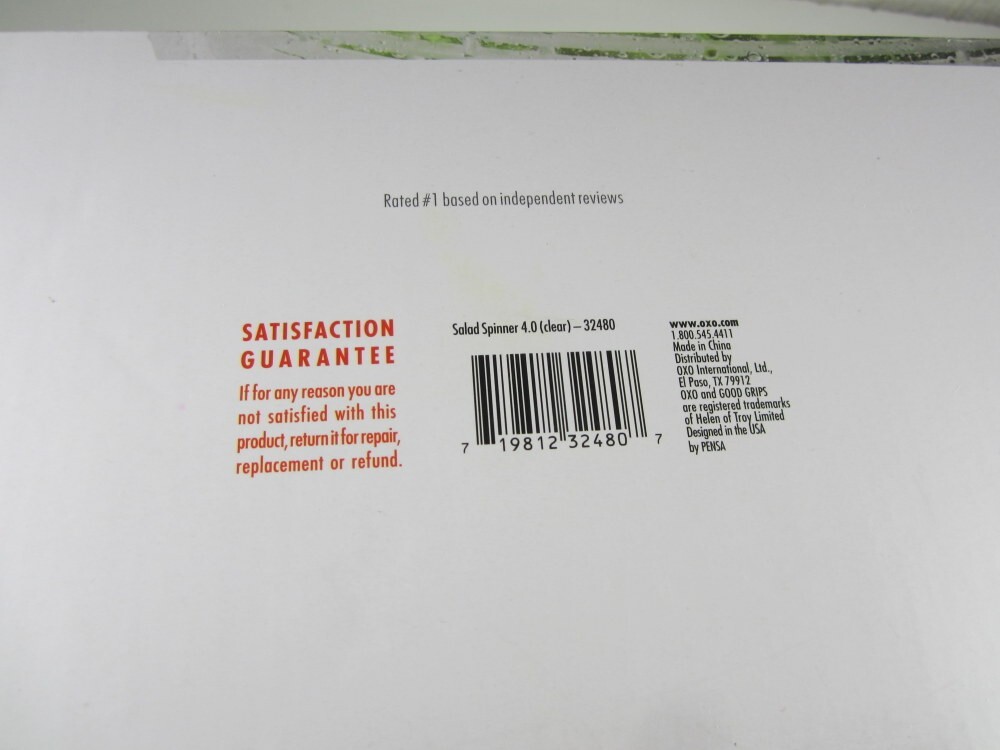 Rated #1 based on independent reviews
SATISFACTION
GUARANTEE
If for any reason you are
not satisfied with this
product, return it for repair,
replacement or refund.
Salad Spinner 4.0 (clear) – 32480
7 19812 32480 7
www.oxo.com
1.800.545.4411
Made in China
Distributed by
OXO International, Ltd.,
El Paso, TX 79912
OXO and GOOD GRIPS
are registered trademarks
of Helen of Troy Limited
Designed in the USA
by PENSA